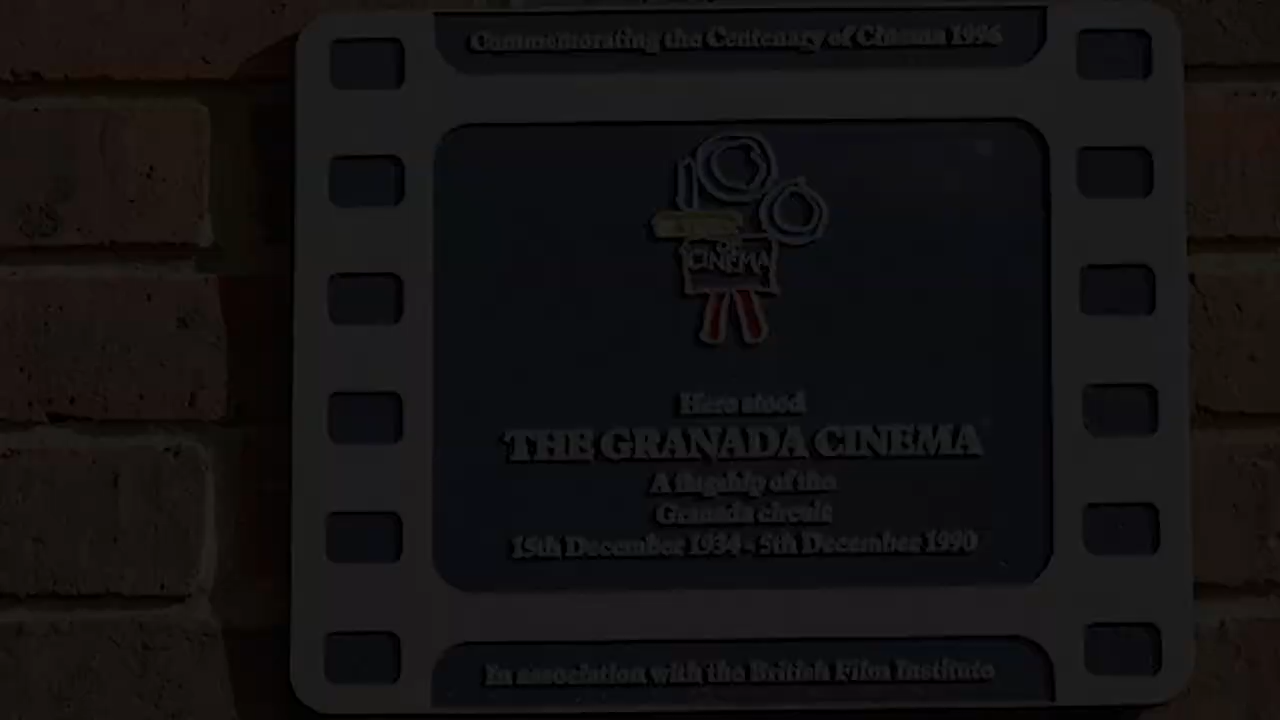 Commemorating the Centenary of Cinema 1996
CINEMA
Here stood
THE GRANADA CINEMA
A flagship of the
Granada circuit
15th December 1934 - 5th December 1990
In association with the British Film Institute